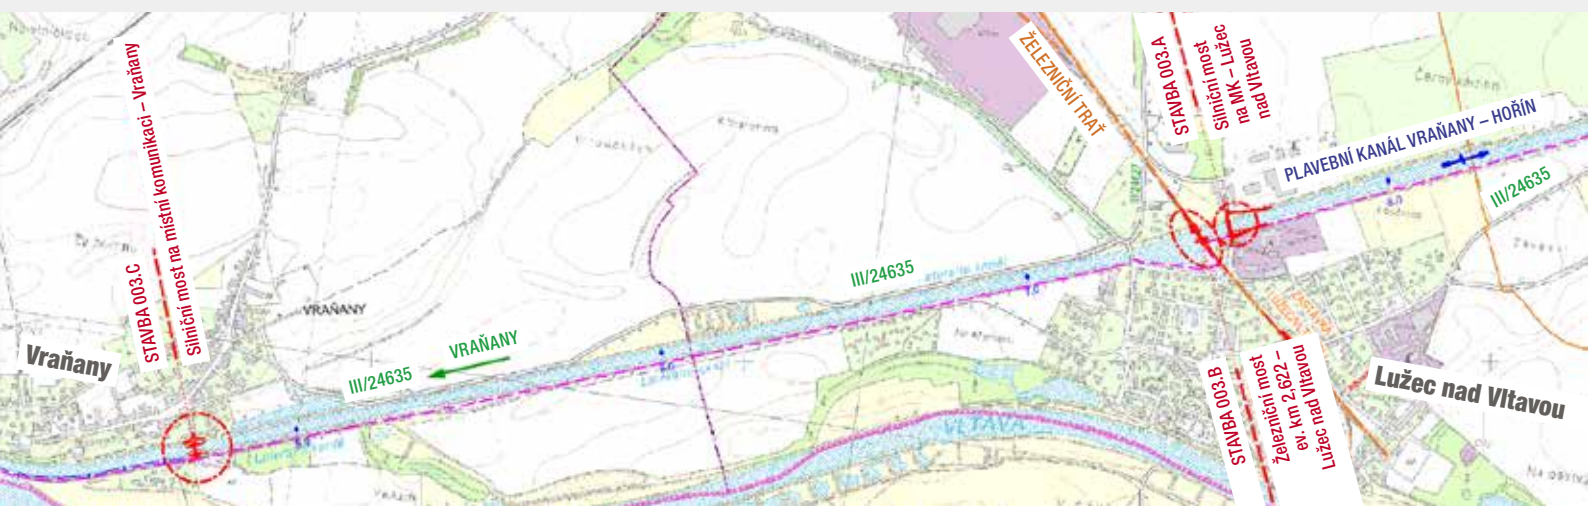 STAVBA 003.C
Silniční most na místní komunikaci – Vraňany
Vraňany
VRAŇANY
III/24635
VRAŇANY
III/24635
ŽELEZNIČNÍ TRAŤ
STAVBA 003.A
Silniční most
na MK – Lužec
nad Vltavou
PLAVEBNÍ KANÁL VRAŇANY – HOŘÍN
III/24635
VLTAVA
STAVBA 003.B
Železniční most
ev. km 2,622 –
Lužec nad Vltavou
Lužec nad Vltavou